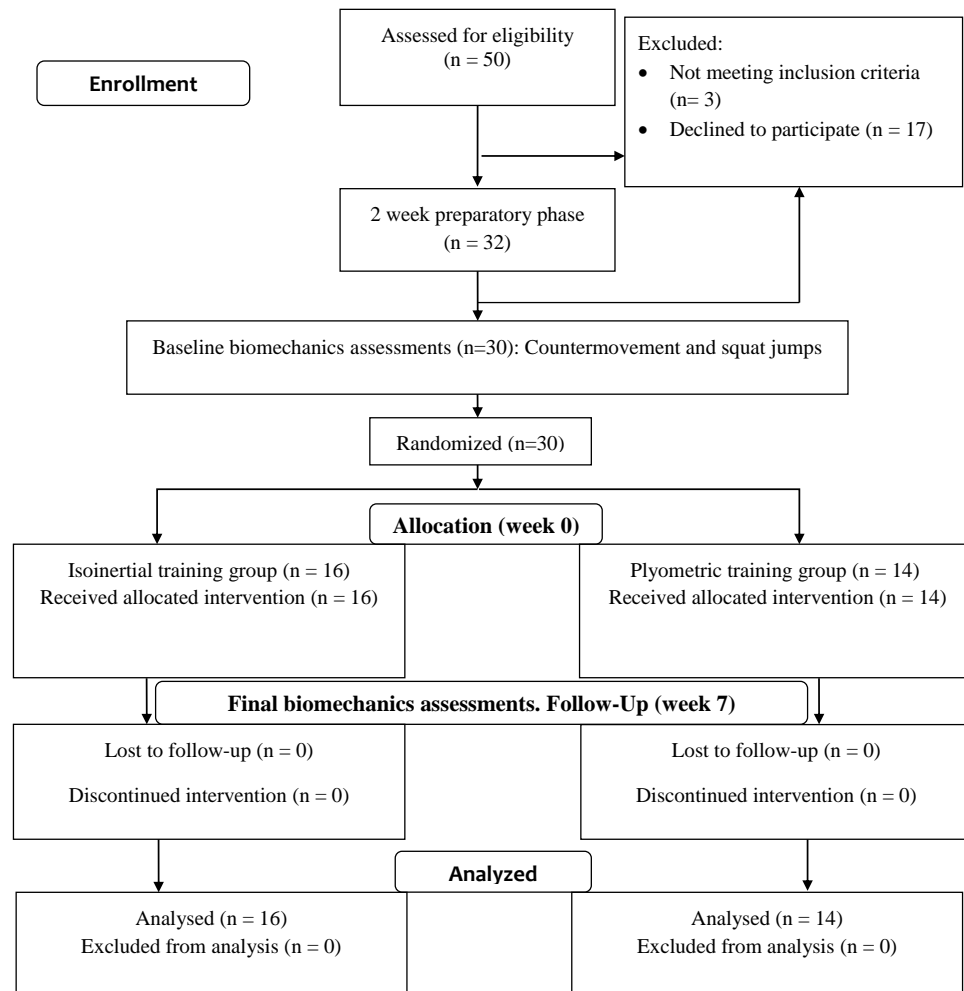 Assessed for eligibility
(n = 50)
Excluded:
• Not meeting inclusion criteria
(n= 3)
• Declined to participate (n = 17)
Enrollment
2 week preparatory phase
(n = 32)
Baseline biomechanics assessments (n=30): Countermovement and squat jumps
Randomized (n=30)
Allocation (week 0)
Isoinertial training group (n = 16)
Received allocated intervention (n = 16)
Plyometric training group (n = 14)
Received allocated intervention (n = 14)
Final biomechanics assessments. Follow-Up (week 7)
Lost to follow-up (n = 0)
Discontinued intervention (n = 0)
Lost to follow-up (n = 0)
Discontinued intervention (n = 0)
Analyzed
Analysed (n = 16)
Excluded from analysis (n = 0)
Analysed (n = 14)
Excluded from analysis (n = 0)